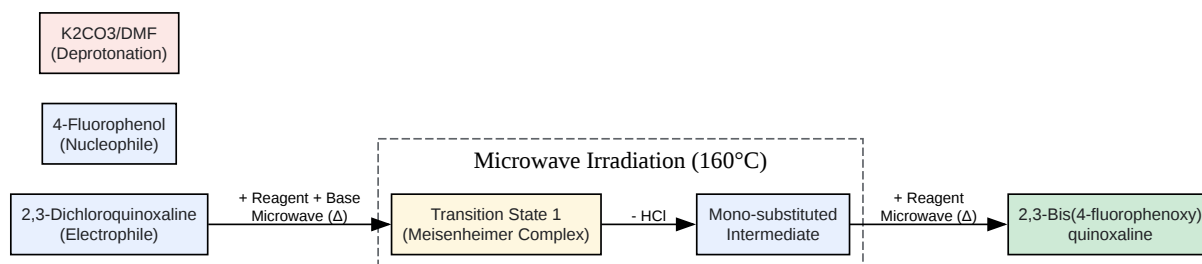 K2CO3/DMF
(Deprotonation)
4-Fluorophenol
(Nucleophile)
Microwave Irradiation (160°C)
2,3-Dichloroquinoxaline
(Electrophile)
+ Reagent + Base
Microwave (Δ)
Transition State 1
(Meisenheimer Complex)
- HCl
Mono-substituted
Intermediate
+ Reagent
Microwave (Δ)
2,3-Bis(4-fluorophenoxy)
quinoxaline